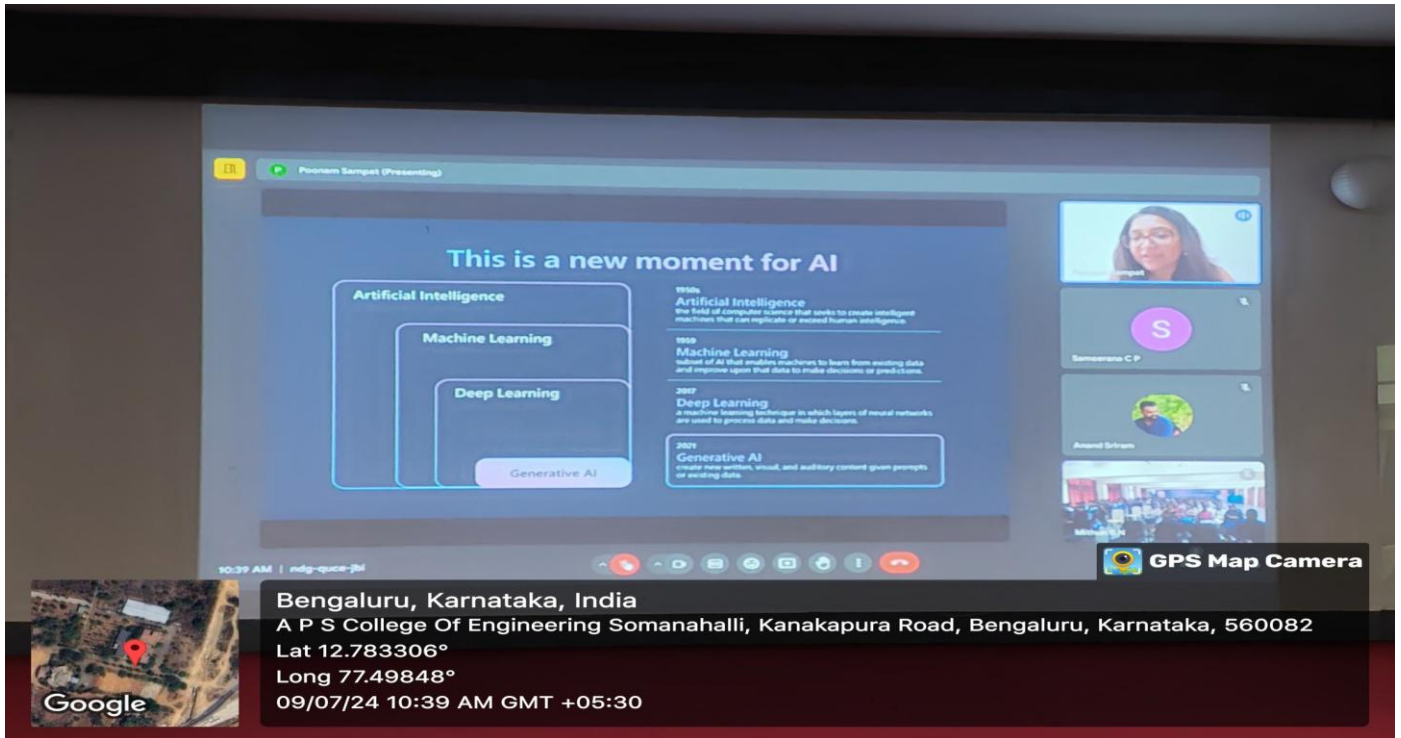 Poonam Sampat (Presenting)
This is a new moment for AI
Artificial Intelligence
Machine Learning
Deep Learning
Generative AI
1950s
Artificial Intelligence
the field of computer science that seeks to create intelligent
machines that can replicate or exceed human intelligence.
1959
Machine Learning
subset of AI that enables machines to learn from existing data
and improve upon that data to make decisions or predictions.
2017
Deep Learning
a machine learning technique in which layers of neural networks
are used to process data and make decisions.
2021
Generative AI
create new written, visual, and auditory content given prompts
or existing data.
Sampat
S
Sameerana C P
Anand Sriram
10:39 AM | ndg-quce-jbi
GPS Map Camera
Bengaluru, Karnataka, India
A P S College Of Engineering Somanahalli, Kanakapura Road, Bengaluru, Karnataka, 560082
Lat 12.783306°
Long 77.49848°
09/07/24 10:39 AM GMT +05:30
Google